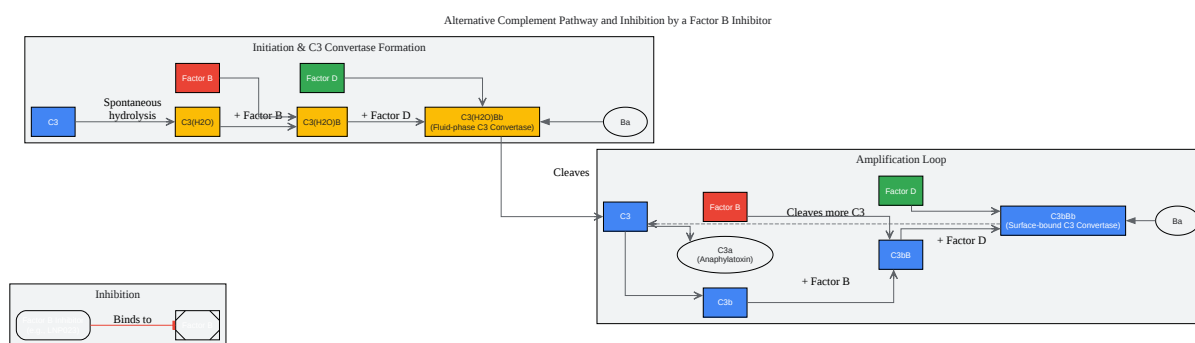 Alternative Complement Pathway and Inhibition by a Factor B Inhibitor
Initiation & C3 Convertase Formation
Factor B
Factor D
C3
Spontaneous
hydrolysis
C3(H2O)
+ Factor B
C3(H2O)B
+ Factor D
C3(H2O)Bb
(Fluid-phase C3 Convertase)
Ba
Cleaves
Amplification Loop
C3
Factor B
Cleaves more C3
Factor D
C3bBb
(Surface-bound C3 Convertase)
Ba
C3a
(Anaphylatoxin)
C3bB
+ Factor D
+ Factor B
C3b
Inhibition
Binds to